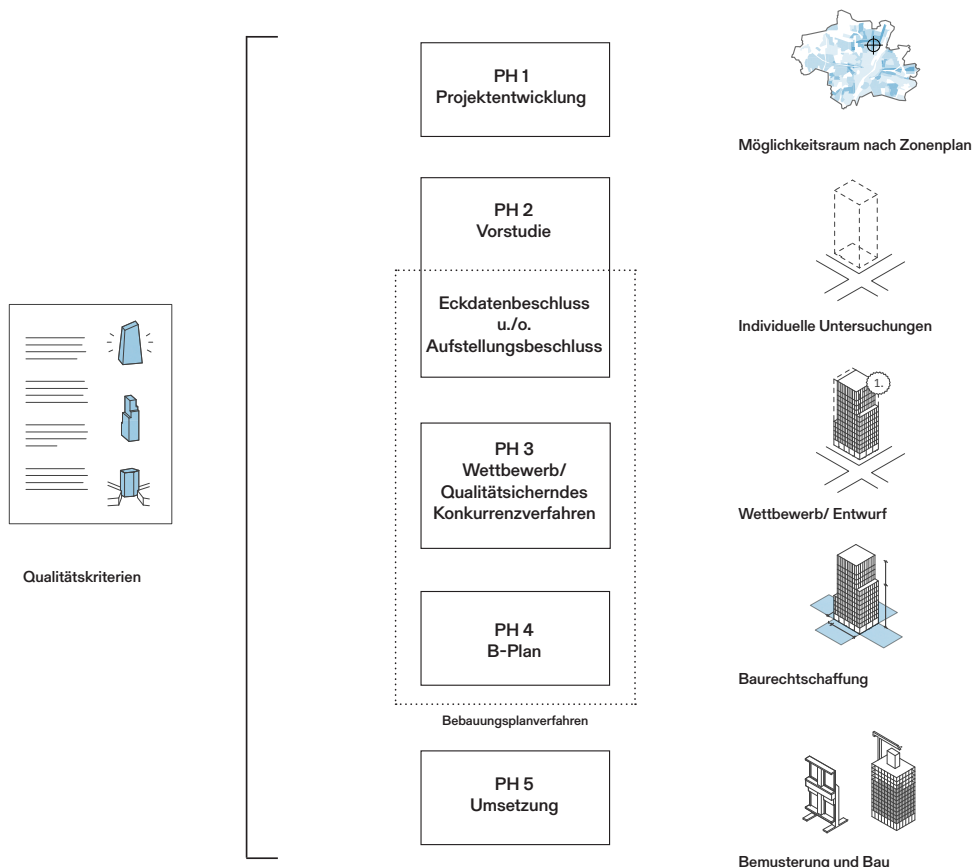 PH 1
Projektentwicklung
Möglichkeitsraum nach Zonenplan
PH 2
Vorstudie
Eckdatenbeschluss
u./o.
Aufstellungsbeschluss
Individuelle Untersuchungen
1.
PH 3
Wettbewerb/
Qualitätsicherndes
Konkurrenzverfahren
Wettbewerb/ Entwurf
Qualitätskriterien
PH 4
B-Plan
Baurechtschaffung
Bebauungsplanverfahren
PH 5
Umsetzung
Bemusterung und Bau